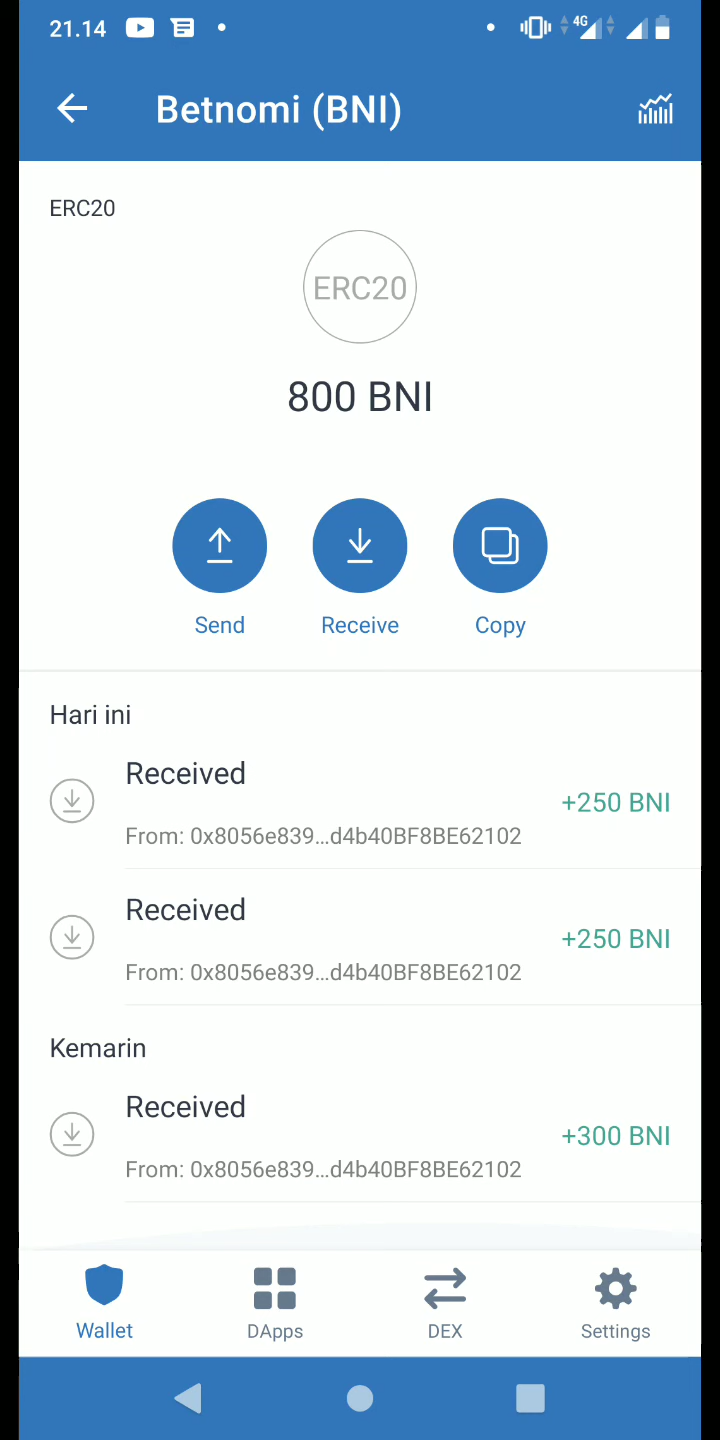 21.14
4G
Betnomi (BNI)
ERC20
ERC20
800 BNI
Send
Receive
Copy
Hari ini
Received
+250 BNI
From: 0x8056e839...d4b40BF8BE62102
Received
+250 BNI
From: 0x8056e839...d4b40BF8BE62102
Kemarin
Received
+300 BNI
From: 0x8056e839...d4b40BF8BE62102
Wallet
DApps
DEX
Settings